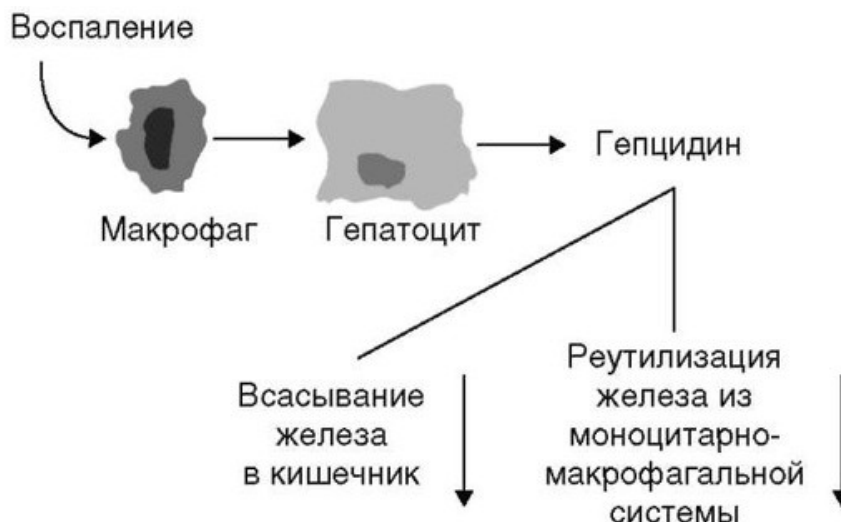 Воспаление
Гепцидин
Макрофаг
Гепатоцит
Всасывание
железа
в кишечник
Реутилизация
железа из
моноцитарно-
макрофагальной
системы